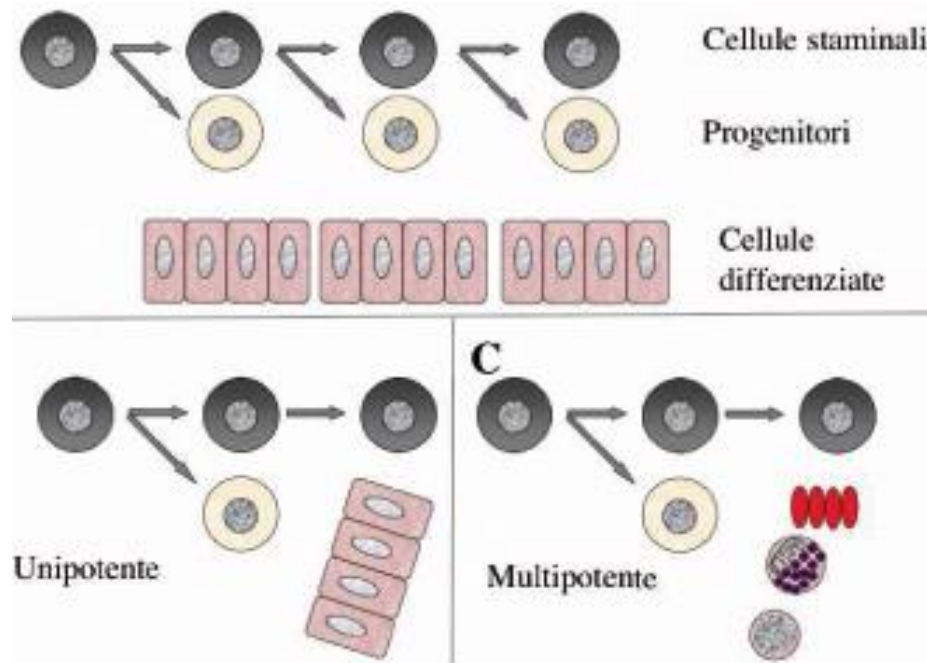 Cellule staminali
Progenitori
Cellule
differenziate
C
Unipotente
Multipotente